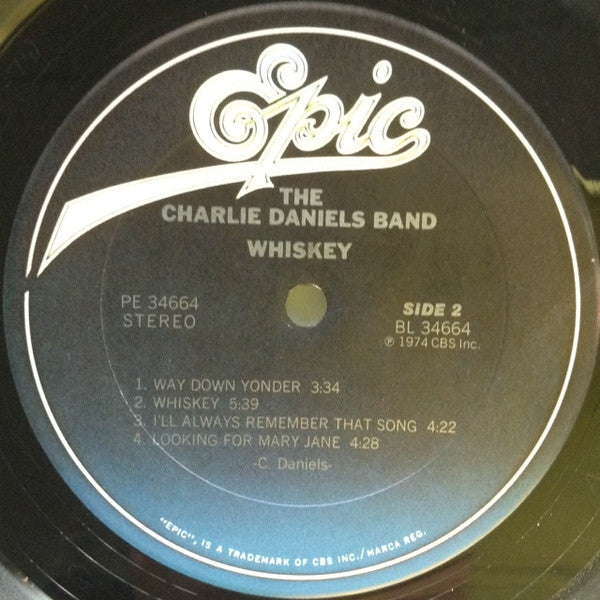 Epic
THE
CHARLIE DANIELS BAND
WHISKEY
PE 34664
STEREO
SIDE 2
BL 34664
℗ 1974 CBS Inc.
1. WAY DOWN YONDER 3:34
2. WHISKEY 5:39
3. I'LL ALWAYS REMEMBER THAT SONG 4:22
4. LOOKING FOR MARY JANE 4:28
-C. Daniels-
"EPIC", IS A TRADEMARK OF CBS INC./MARCA REG.